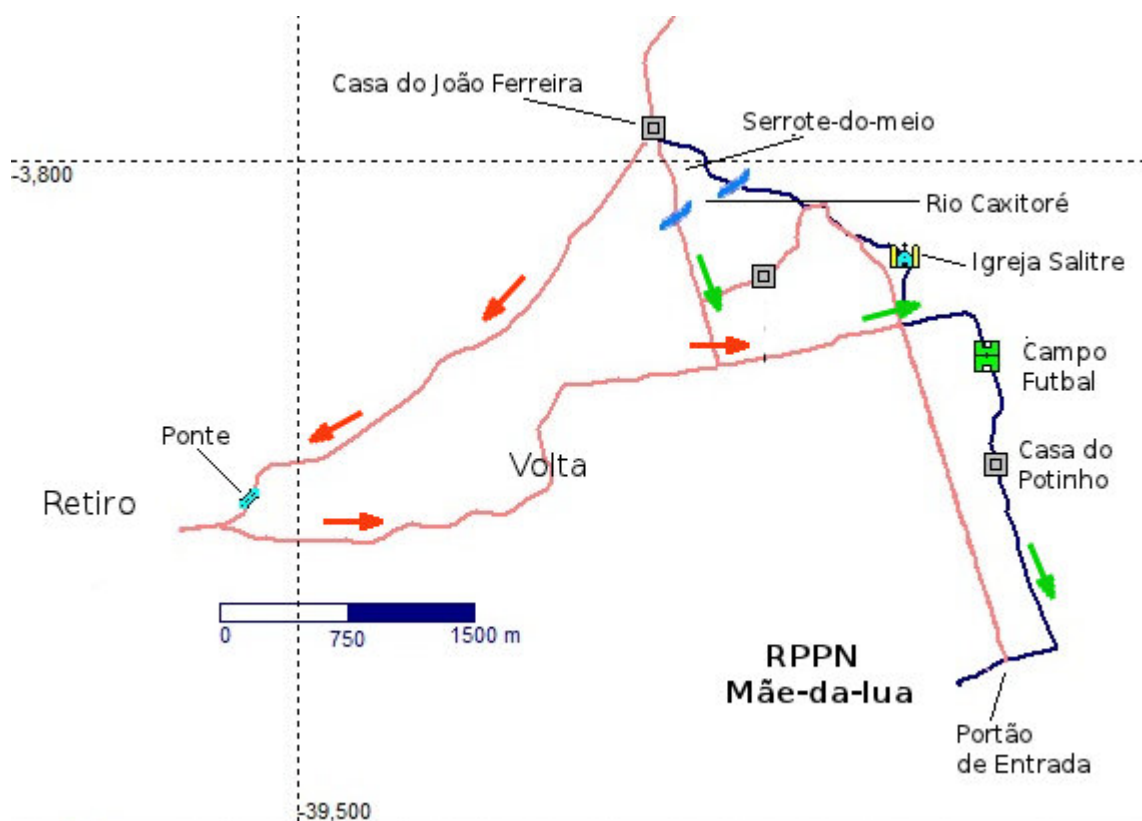 Casa do João Ferreira
Serrote-do-meio
-3,800
Rio Caxitoré
Igreja Salitre
Campo
Futbal
Ponte
Volta
Casa do
Potinho
Retiro
0
750
1500 m
RPPN
Mãe-da-lua
Portão
de Entrada
-39,500